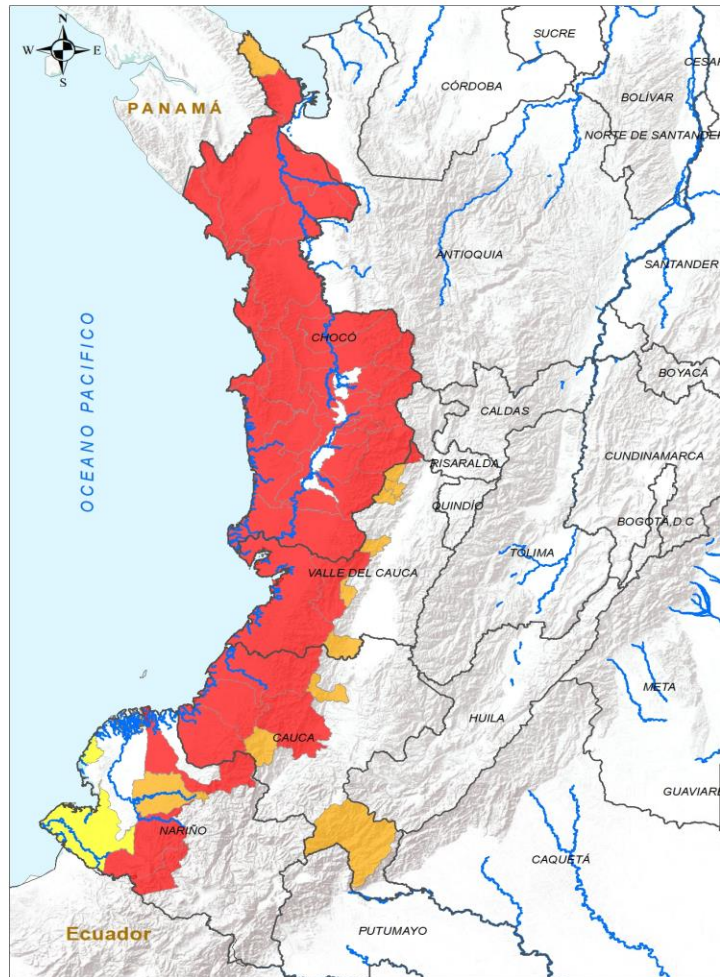 N
W E
S
SUCRE
CESAR
CÓRDOBA
BOLÍVAR
PANAMÁ
NORTE DE SANTANDER
ANTIOQUIA
SANTANDER
OCEANO PACIFICO
CHOCÓ
BOYACÁ
CALDAS
CUNDINAMARCA
RISARALDA
QUINDÍO
BOGOTÁ, D.C
TOLIMA
VALLE DEL CAUCA
META
HUILA
CAUCA
GUAVIARE
NARIÑO
CAQUETÁ
Ecuador
PUTUMAYO